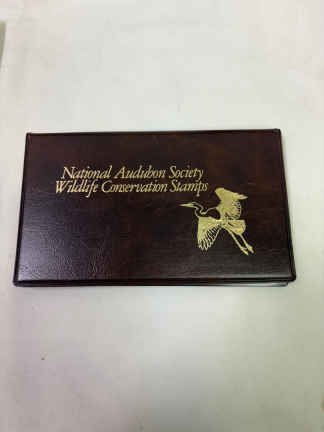 National Audubon Society
Wildlife Conservation Stamps